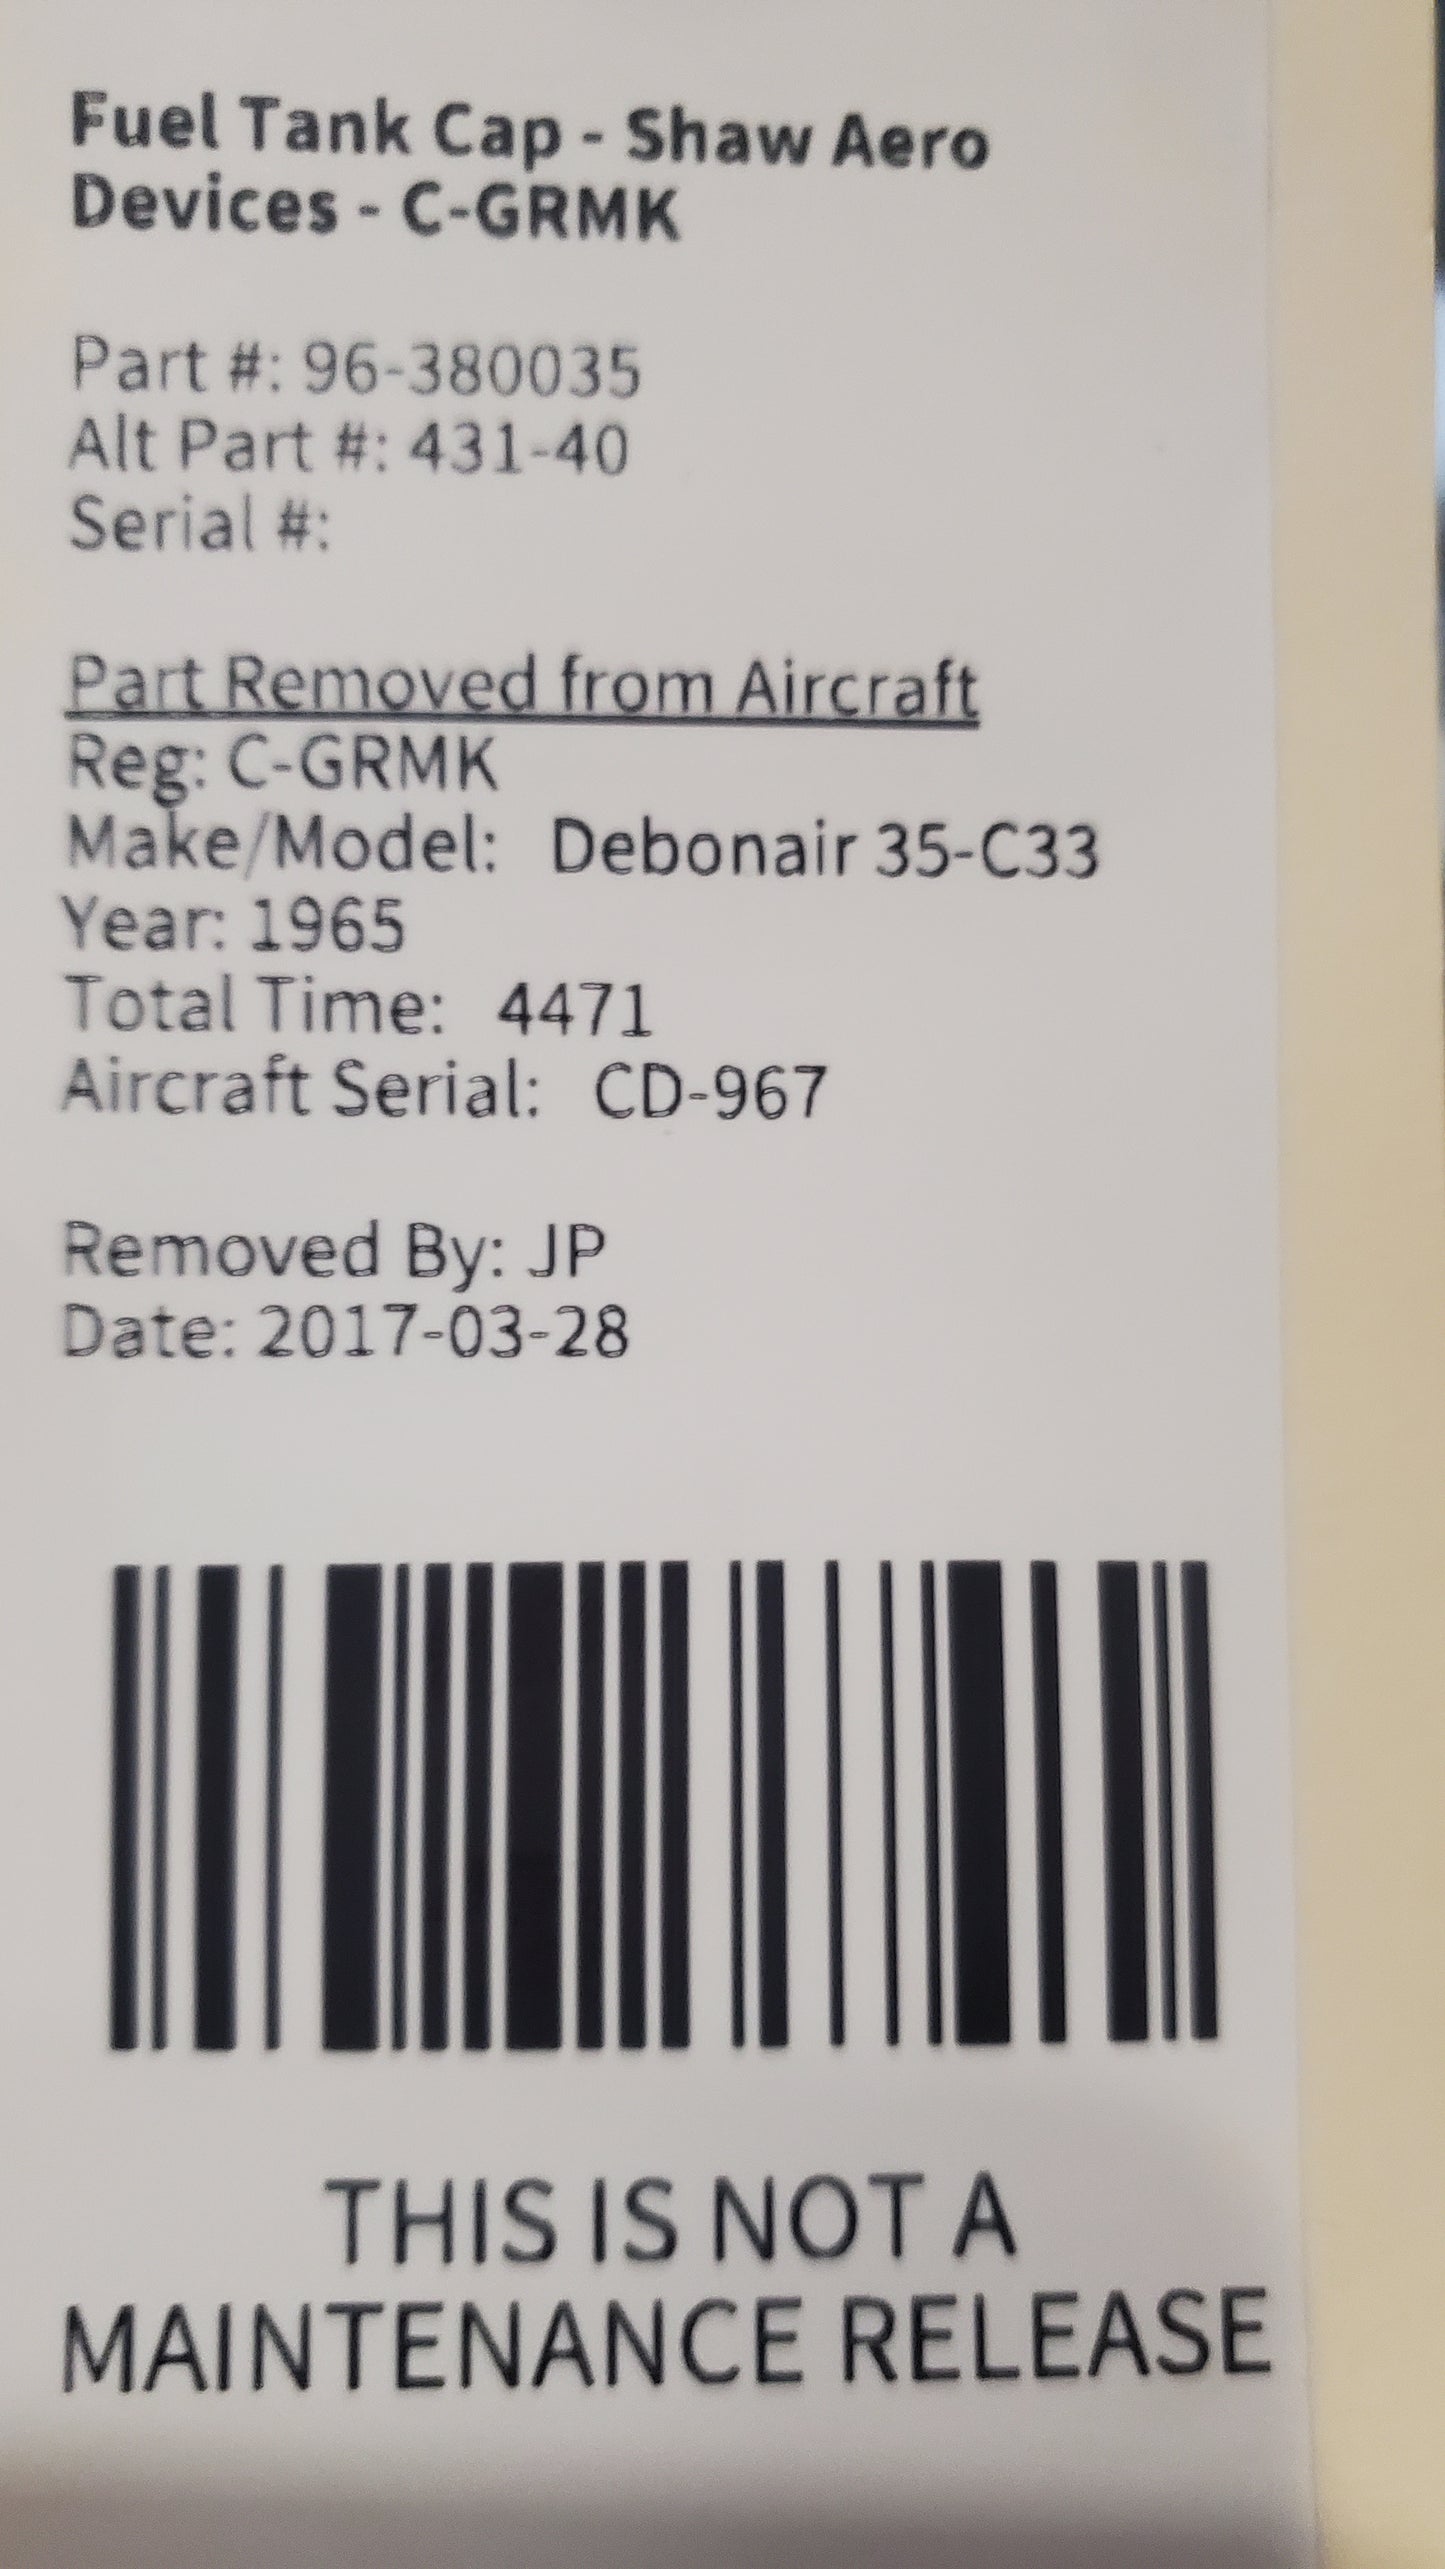 Fuel Tank Cap - Shaw Aero
Devices - C-GRMK
Part #: 96-380035
Alt Part #: 431-40
Serial #:
Part Removed from Aircraft
Reg: C-GRMK
Make/Model: Debonair 35-C33
Year: 1965
Total Time: 4471
Aircraft Serial: CD-967
Removed By: JP
Date: 2017-03-28
THIS IS NOT A
MAINTENANCE RELEASE